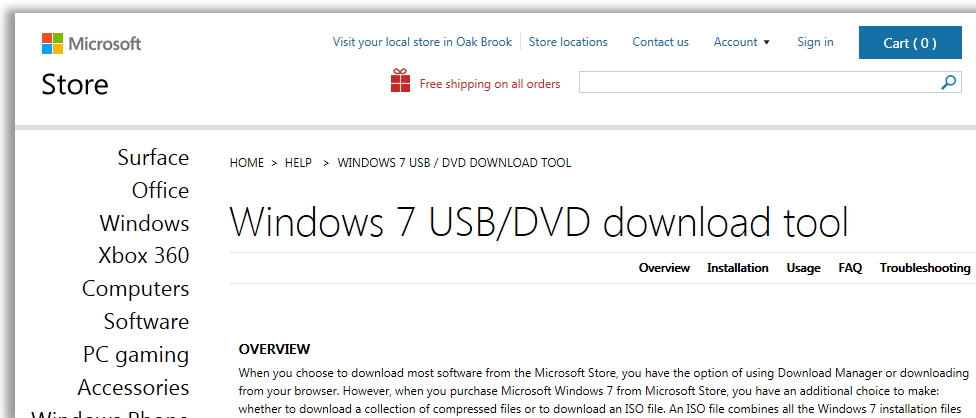 Microsoft
Visit your local store in Oak Brook
Store locations
Contact us
Account
Sign in
Cart ( 0 )
Store
Free shipping on all orders
Surface
Office
Windows
Xbox 360
Computers
Software
PC gaming
Accessories
Windows Phone
HOME > HELP > WINDOWS 7 USB / DVD DOWNLOAD TOOL
Windows 7 USB/DVD download tool
Overview Installation Usage FAQ Troubleshooting
OVERVIEW
When you choose to download most software from the Microsoft Store, you have the option of using Download Manager or downloading
from your browser. However, when you purchase Microsoft Windows 7 from Microsoft Store, you have an additional choice to make:
whether to download a collection of compressed files or to download an ISO file. An ISO file combines all the Windows 7 installation files